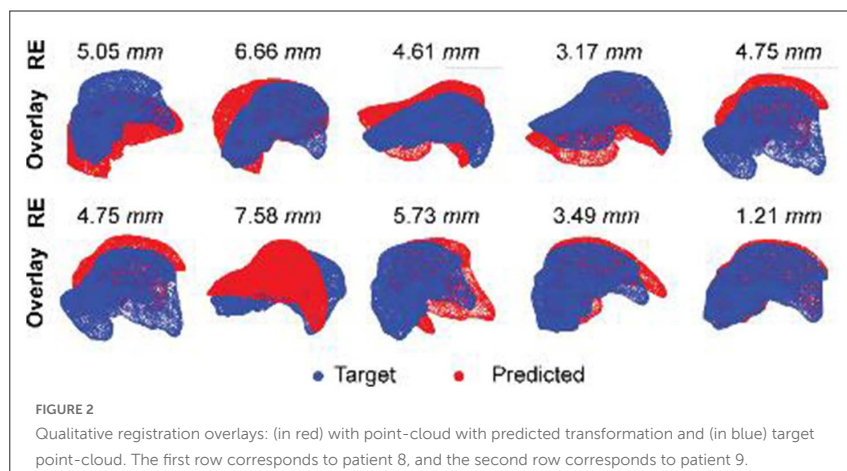 RE 5.05 mm 6.66 mm 4.61 mm 3.17 mm 4.75 mm
Overlay
RE 4.75 mm 7.58 mm 5.73 mm 3.49 mm 1.21 mm
Overlay
Target Predicted
FIGURE 2
Qualitative registration overlays: (in red) with point-cloud with predicted transformation and (in blue) target
point-cloud. The first row corresponds to patient 8, and the second row corresponds to patient 9.